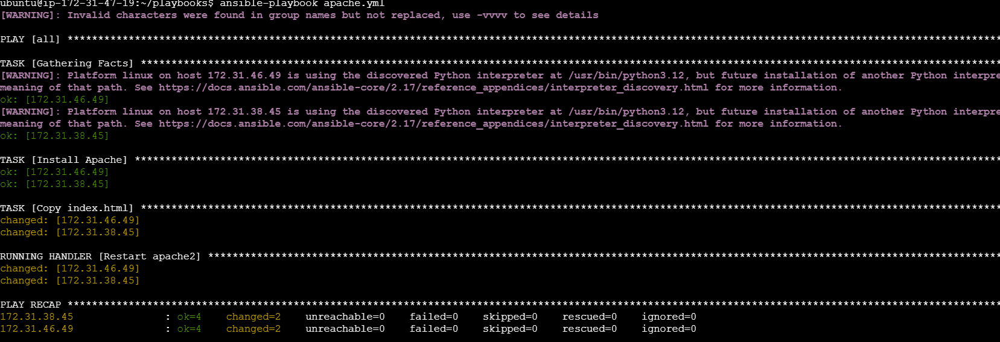 ubuntu@ip-172-31-47-19:~/playbooks$ ansible-playbook apache.yml
[WARNING]: Invalid characters were found in group names but not replaced, use -vvvv to see details
PLAY [all] ********************************************************************************************************************************************************
TASK [Gathering Facts] ********************************************************************************************************************************************
[WARNING]: Platform linux on host 172.31.46.49 is using the discovered Python interpreter at /usr/bin/python3.12, but future installation of another Python interpre
meaning of that path. See https://docs.ansible.com/ansible-core/2.17/reference_appendices/interpreter_discovery.html for more information.
ok: [172.31.46.49]
[WARNING]: Platform linux on host 172.31.38.45 is using the discovered Python interpreter at /usr/bin/python3.12, but future installation of another Python interpre
meaning of that path. See https://docs.ansible.com/ansible-core/2.17/reference_appendices/interpreter_discovery.html for more information.
ok: [172.31.38.45]
TASK [Install Apache] *********************************************************************************************************************************************
ok: [172.31.46.49]
ok: [172.31.38.45]
TASK [Copy index.html] ********************************************************************************************************************************************
changed: [172.31.46.49]
changed: [172.31.38.45]
RUNNING HANDLER [Restart apache2] *********************************************************************************************************************************
changed: [172.31.46.49]
changed: [172.31.38.45]
PLAY RECAP ********************************************************************************************************************************************************
172.31.38.45               : ok=4    changed=2    unreachable=0    failed=0    skipped=0    rescued=0    ignored=0
172.31.46.49               : ok=4    changed=2    unreachable=0    failed=0    skipped=0    rescued=0    ignored=0